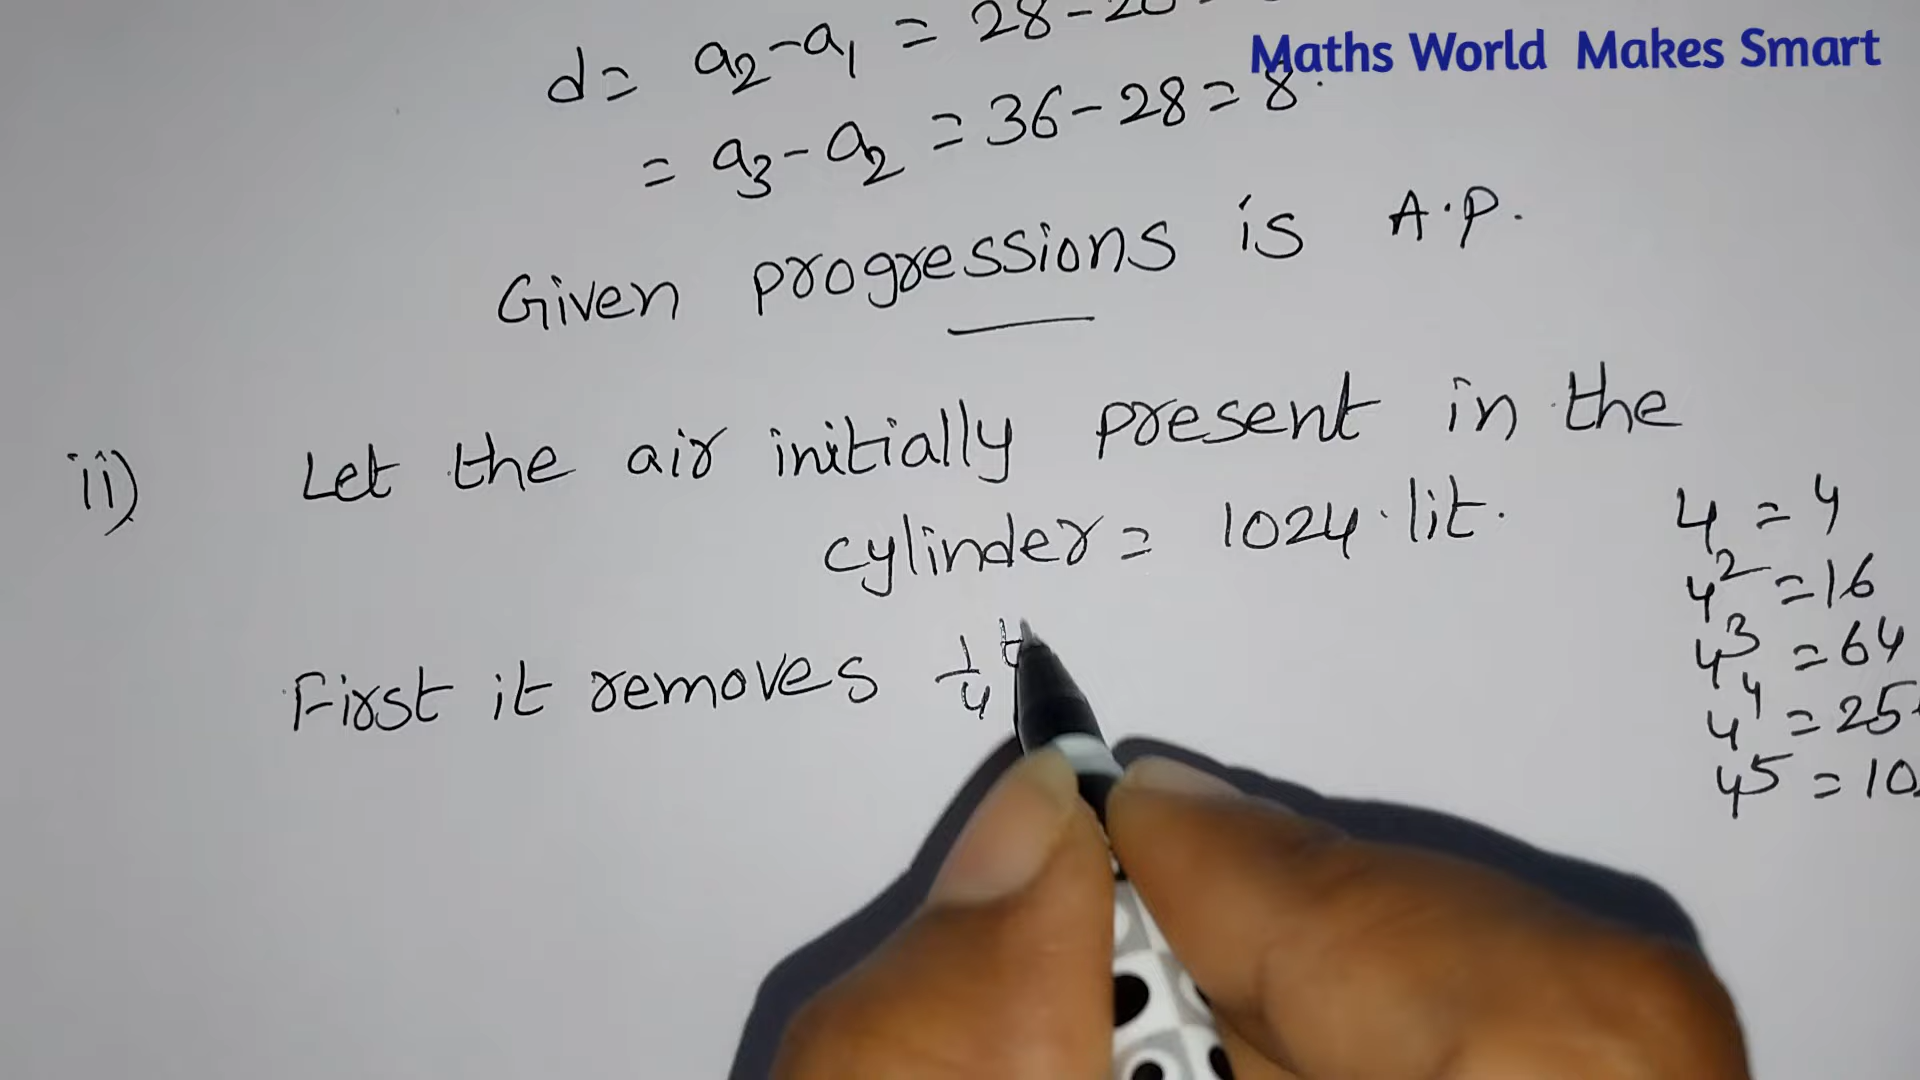 d = a2 - a1 = 28 - 20
Maths World Makes Smart
= a3 - a2 = 36 - 28 = 8.
Given progressions is A.P.
ii) Let the air initially present in the
cylinder = 1024 lit.
First it removes 1/4 t
4 = 4
4² = 16
4³ = 64
4⁴ = 25
4⁵ = 10